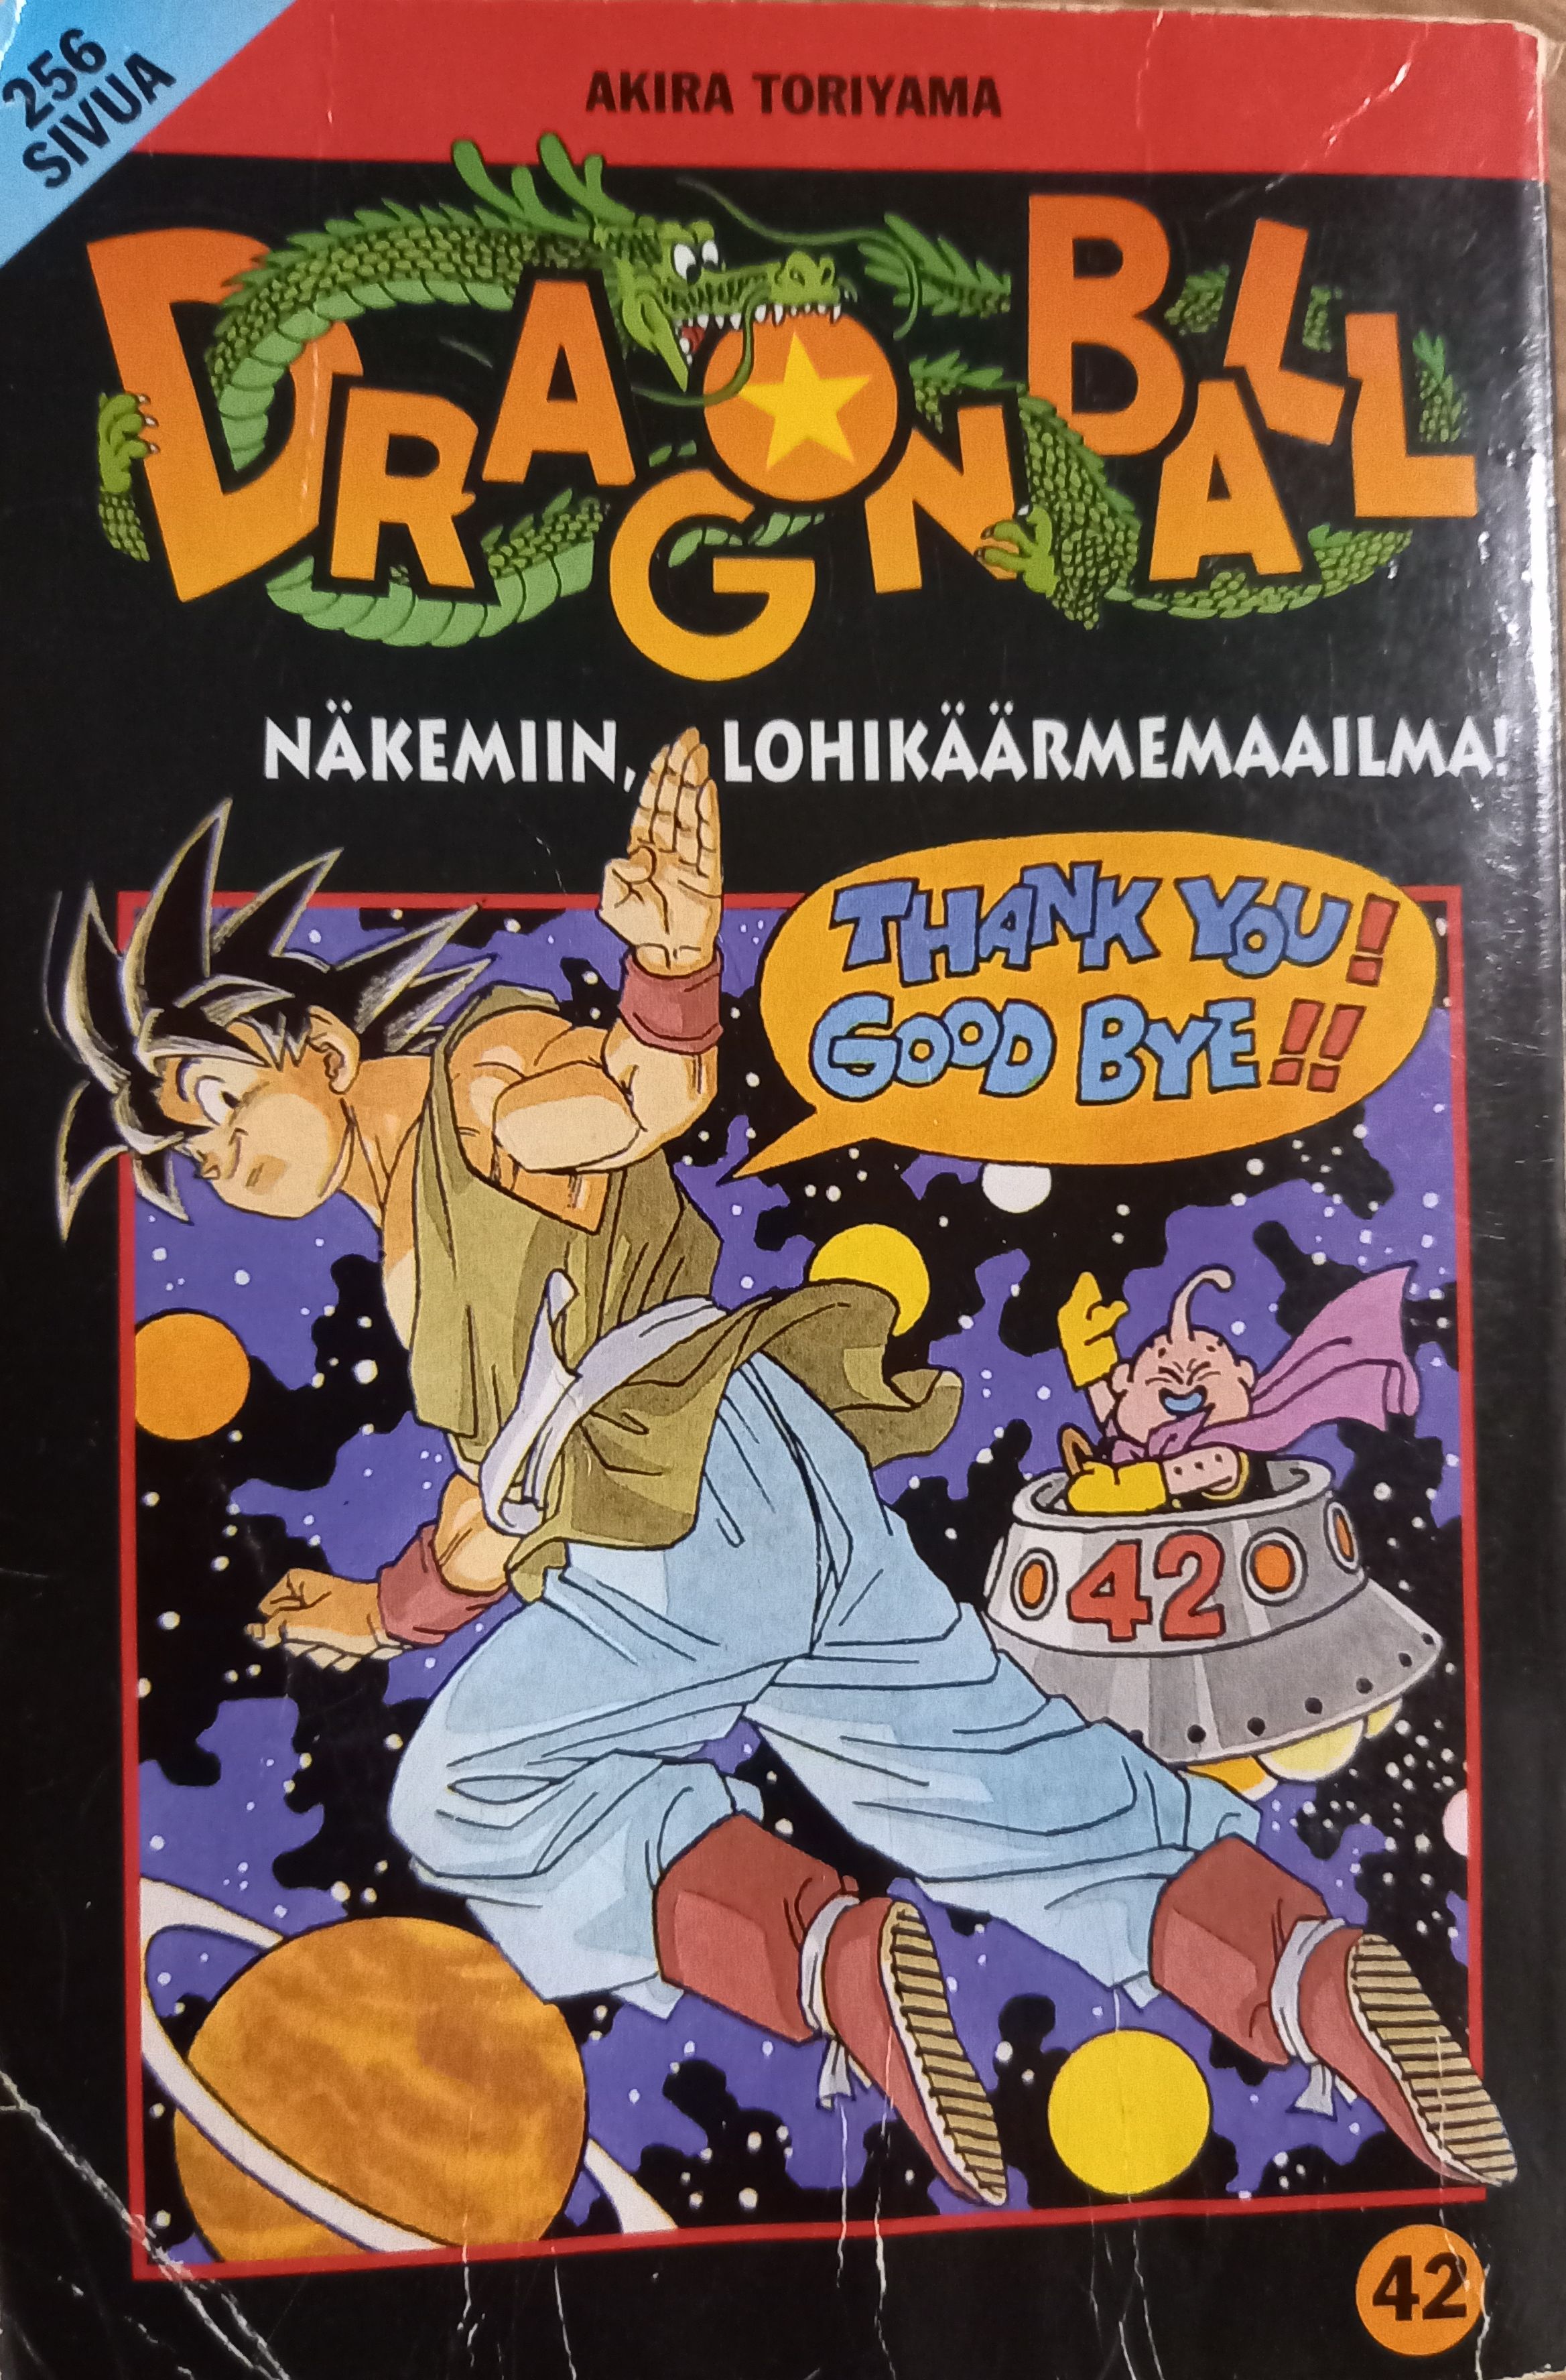 256
SIVUA
AKIRA TORIYAMA
DRAGON BALL
NÄKEMIIN, LOHIKÄÄRMEMAAILMA!
THANK YOU!
GOOD BYE!!
42
42